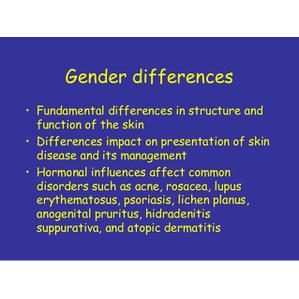 Gender differences
• Fundamental differences in structure and
function of the skin
• Differences impact on presentation of skin
disease and its management
• Hormonal influences affect common
disorders such as acne, rosacea, lupus
erythematosus, psoriasis, lichen planus,
anogenital pruritus, hidradenitis
suppurativa, and atopic dermatitis